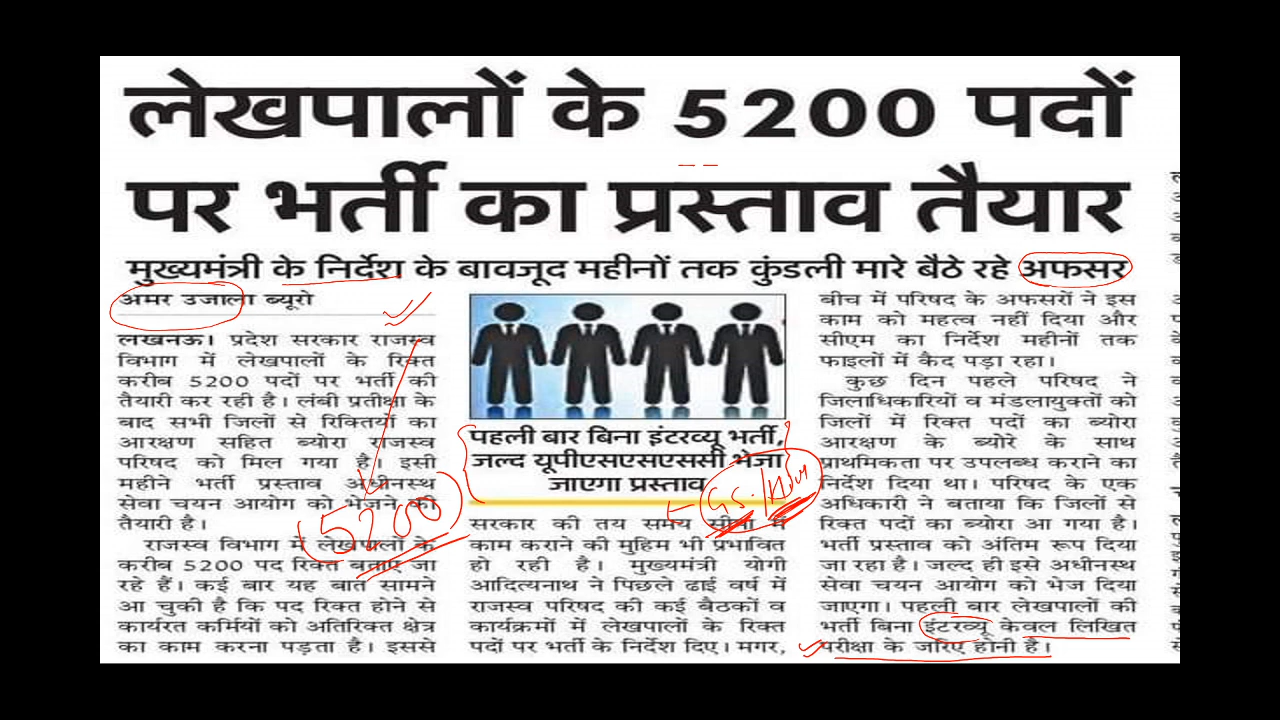 लेखपालों के 5200 पदों
पर भर्ती का प्रस्ताव तैयार
मुख्यमंत्री के निर्देश के बावजूद महीनों तक कुंडली मारे बैठे रहे अफसर
अमर उजाला ब्यूरो
लखनऊ। प्रदेश सरकार राजस्व
विभाग में लेखपालों के रिक्त
करीब 5200 पदों पर भर्ती की
तैयारी कर रही है। लंबी प्रतीक्षा के
बाद सभी जिलों से रिक्तियों का
आरक्षण सहित ब्योरा राजस्व
परिषद को मिल गया है। इसी
महीने भर्ती प्रस्ताव अधीनस्थ
सेवा चयन आयोग को भेजने की
तैयारी है।
राजस्व विभाग में लेखपालों के
करीब 5200 पद रिक्त बताए जा
रहे हैं। कई बार यह बात सामने
आ चुकी है कि पद रिक्त होने से
कार्यरत कर्मियों को अतिरिक्त क्षेत्र
का काम करना पड़ता है। इससे
(5200)
पहली बार बिना इंटरव्यू भर्ती,
जल्द यूपीएसएसएससी भेजा
जाएगा प्रस्ताव
GS./
सरकार की तय समय सीमा में
काम कराने की मुहिम भी प्रभावित
हो रही है। मुख्यमंत्री योगी
आदित्यनाथ ने पिछले ढाई वर्ष में
राजस्व परिषद की कई बैठकों व
कार्यक्रमों में लेखपालों के रिक्त
पदों पर भर्ती के निर्देश दिए। मगर,
बीच में परिषद के अफसरों ने इस
काम को महत्व नहीं दिया और
सीएम का निर्देश महीनों तक
फाइलों में कैद पड़ा रहा।
कुछ दिन पहले परिषद ने
जिलाधिकारियों व मंडलायुक्तों को
जिलों में रिक्त पदों का ब्योरा
आरक्षण के ब्योरे के साथ
प्राथमिकता पर उपलब्ध कराने का
निर्देश दिया था। परिषद के एक
अधिकारी ने बताया कि जिलों से
रिक्त पदों का ब्योरा आ गया है।
भर्ती प्रस्ताव को अंतिम रूप दिया
जा रहा है। जल्द ही इसे अधीनस्थ
सेवा चयन आयोग को भेज दिया
जाएगा। पहली बार लेखपालों की
भर्ती बिना इंटरव्यू केवल लिखित
परीक्षा के जरिए होनी है।